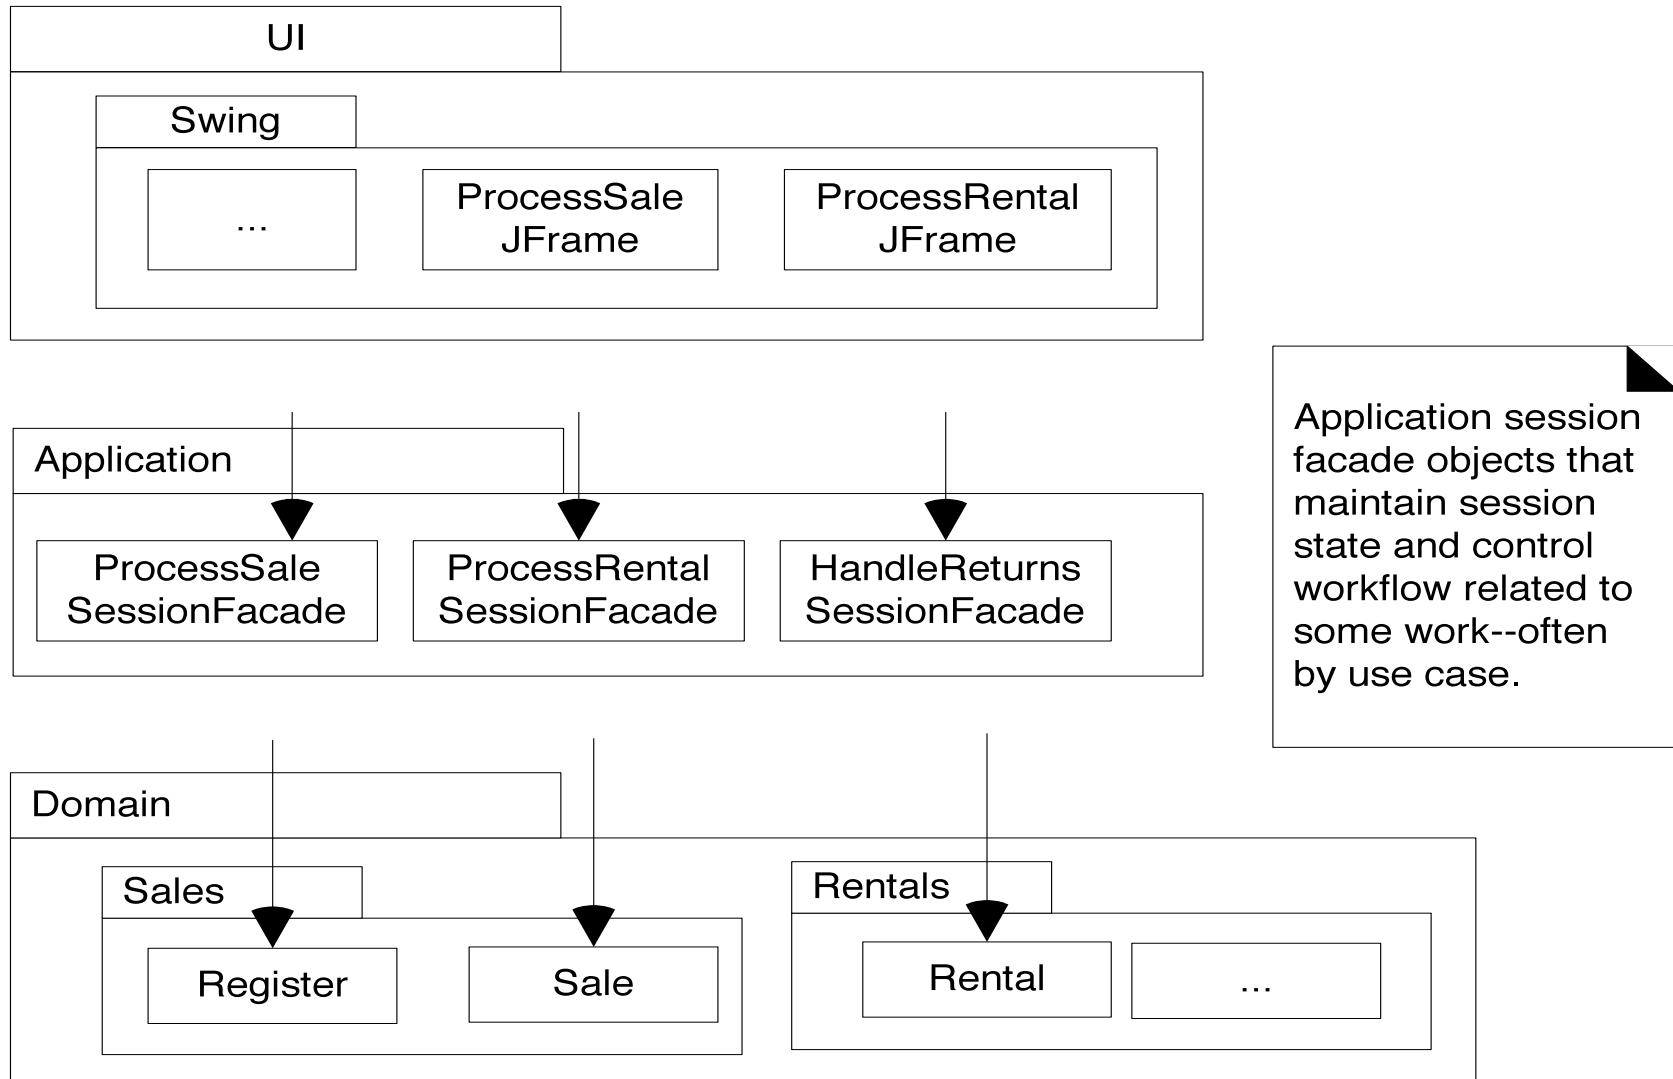 UI
Swing
...
ProcessSale
JFrame
ProcessRental
JFrame
Application
ProcessSale
SessionFacade
ProcessRental
SessionFacade
HandleReturns
SessionFacade
Application session
facade objects that
maintain session
state and control
workflow related to
some work--often
by use case.
Domain
Sales
Register
Sale
Rentals
Rental
...